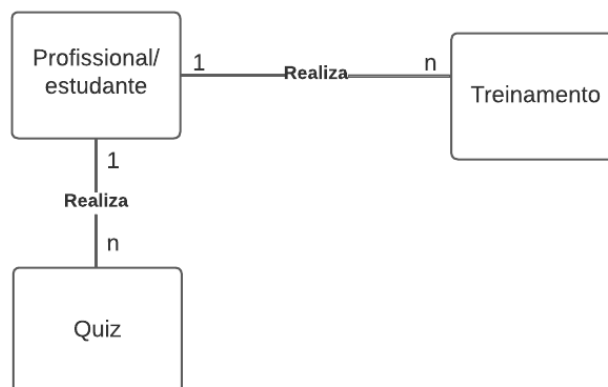 Profissional/
estudante
1
Realiza
n
Treinamento
1
Realiza
n
Quiz